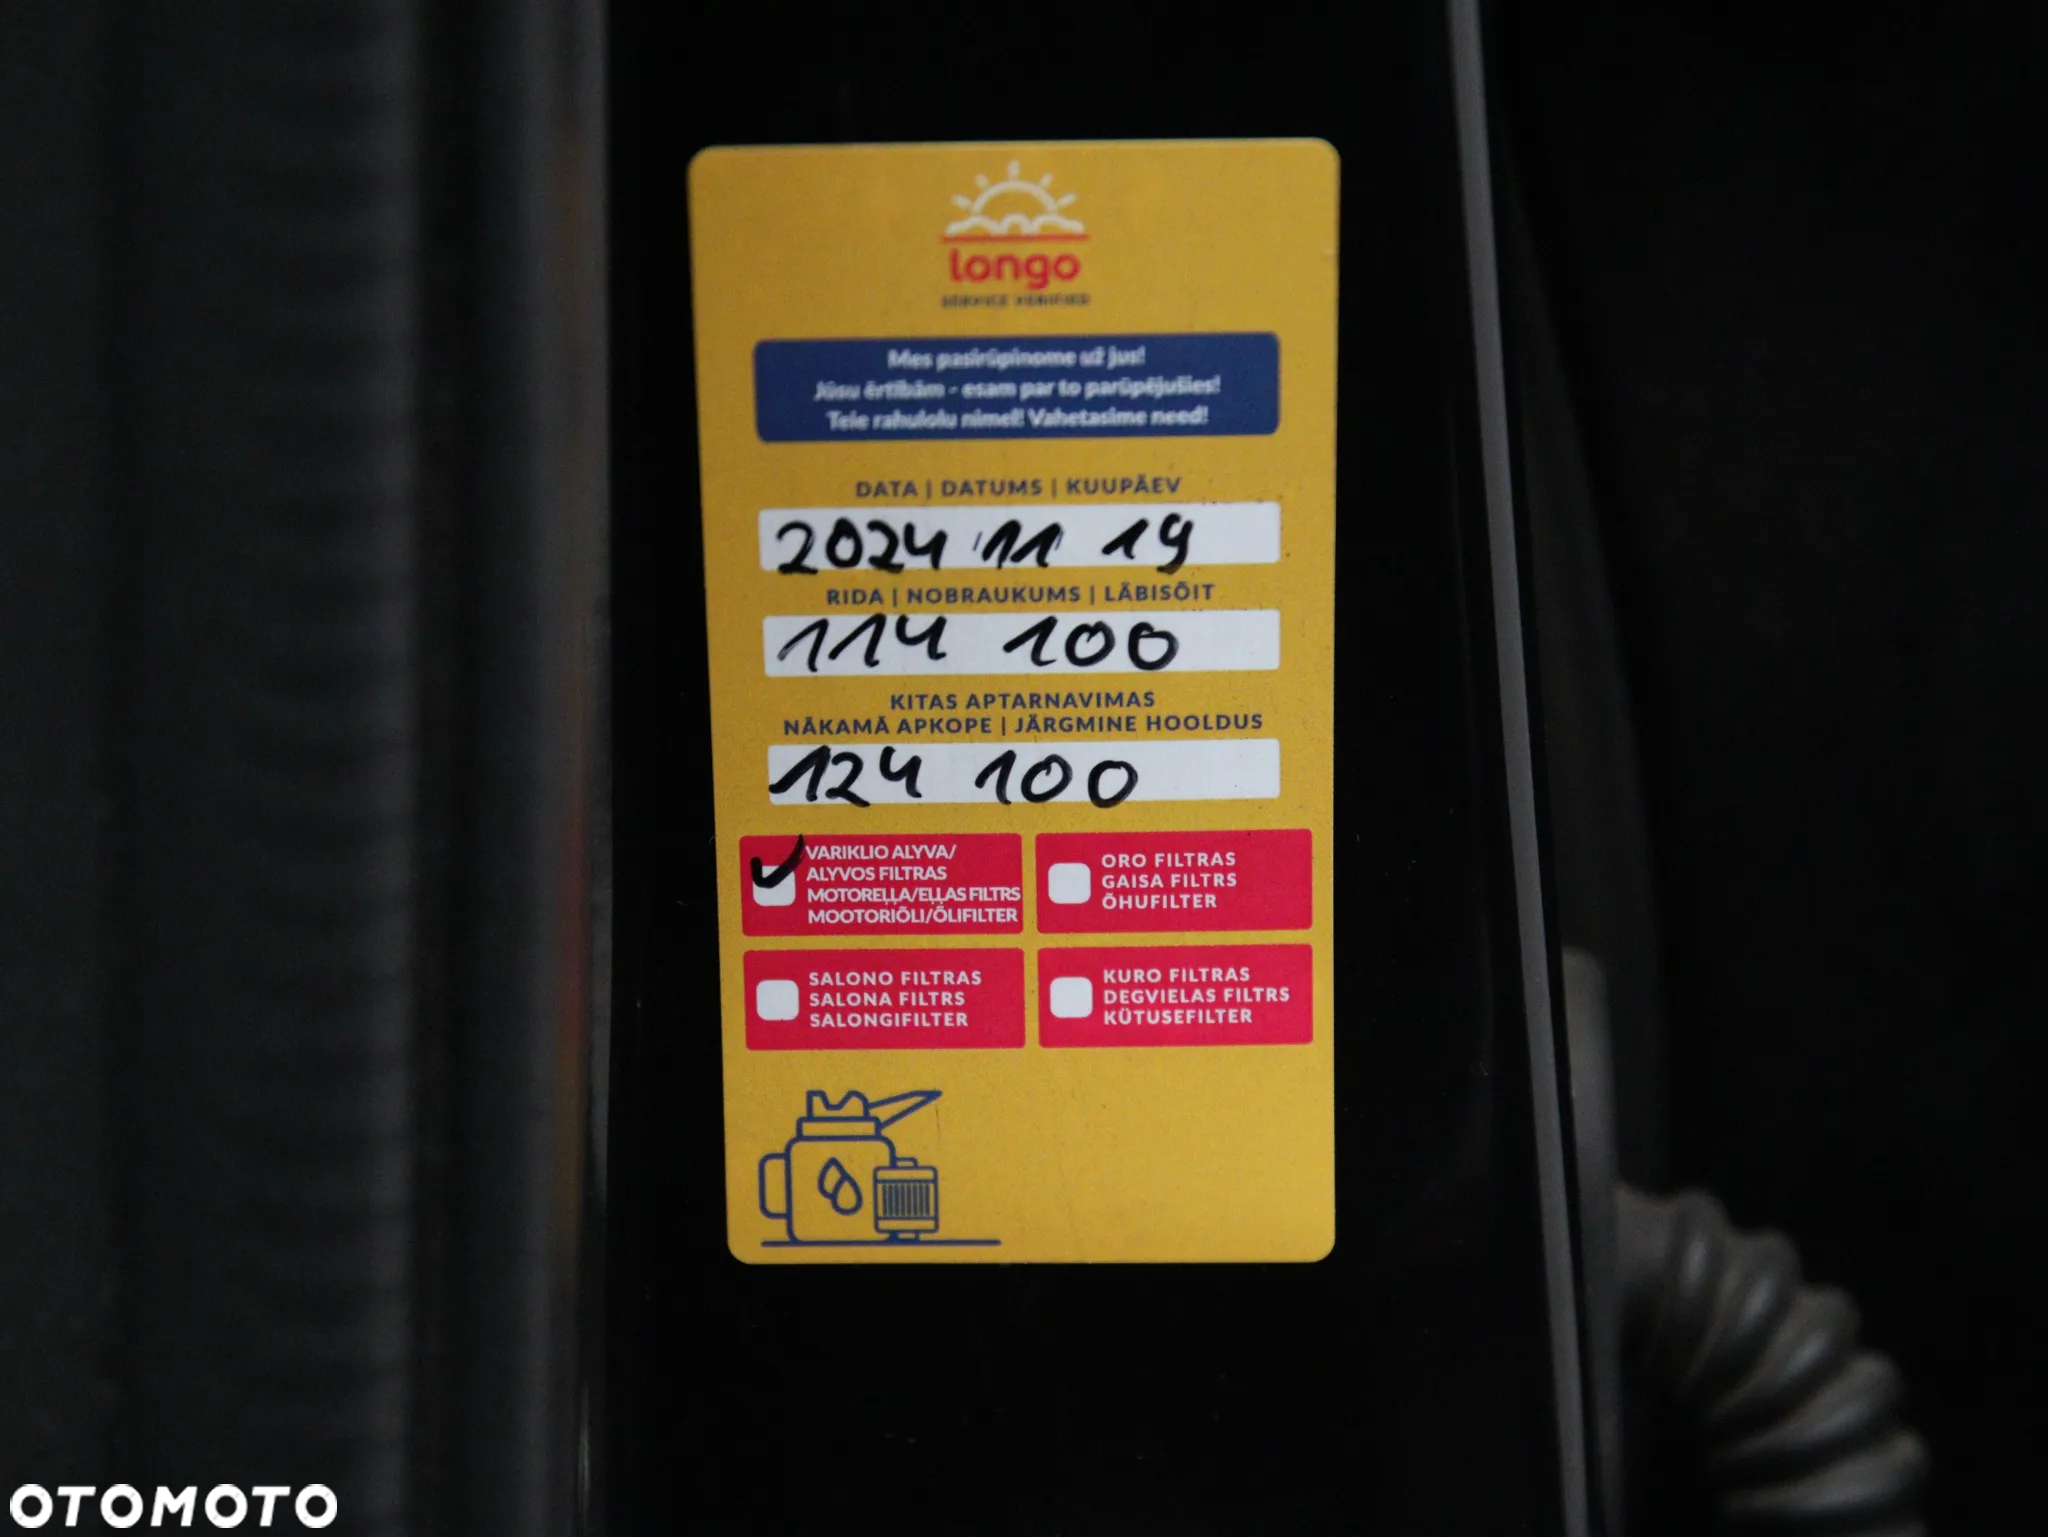 longo
SERVICE VERIFIED
Mes pasirūpinome už jus!
Jūsu ērtībām - esam par to parūpējušies!
Teie rahulolu nimel! Vahetasime need!
DATA | DATUMS | KUUPÄEV
2024 11 19
RIDA | NOBRAUKUMS | LÄBISÕIT
114 100
KITAS APTARNAVIMAS
NĀKAMĀ APKOPE | JÄRGMINE HOOLDUS
124 100
VARIKLIO ALYVA/
ALYVOS FILTRAS
MOTOREĻĻA/EĻĻAS FILTRS
MOOTORIÕLI/ÕLIFILTER
ORO FILTRAS
GAISA FILTRS
ÕHUFILTER
SALONO FILTRAS
SALONA FILTRS
SALONGIFILTER
KURO FILTRAS
DEGVIELAS FILTRS
KÜTUSEFILTER
OTOMOTO